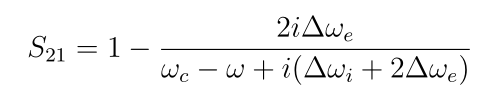 S_{21} = 1 - \frac{2i\Delta\omega_e}{\omega_c - \omega + i(\Delta\omega_i + 2\Delta\omega_e)}